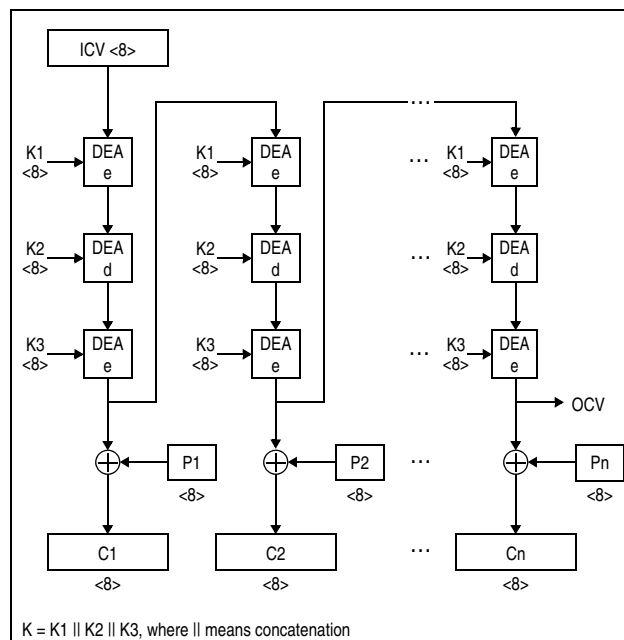 ICV <8>
...
K1 <8> DEA e K1 <8> DEA e ... K1 <8> DEA e
K2 <8> DEA d K2 <8> DEA d ... K2 <8> DEA d
K3 <8> DEA e K3 <8> DEA e ... K3 <8> DEA e
OCV
P1 P2 ... Pn
<8> <8> <8>
C1 C2 ... Cn
<8> <8> <8>
K = K1 || K2 || K3, where || means concatenation